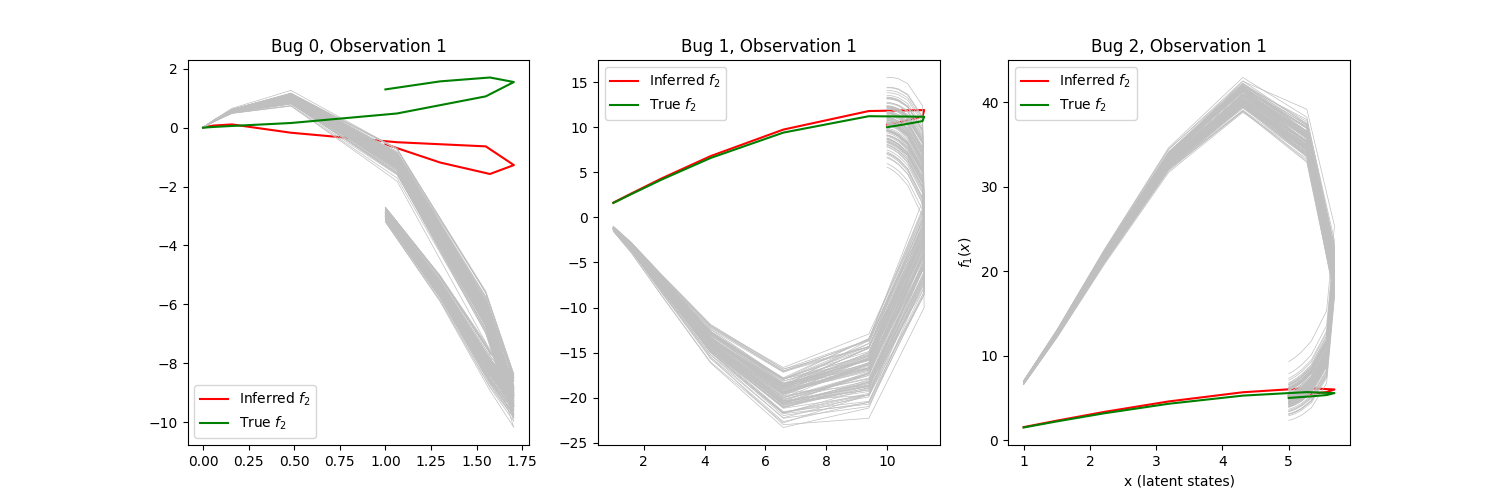 Bug 0, Observation 1
2
0
−2
−4
−6
−8
−10
Inferred f₂
True f₂
0.00 0.25 0.50 0.75 1.00 1.25 1.50 1.75
Bug 1, Observation 1
Inferred f₂
True f₂
15
10
5
0
−5
−10
−15
−20
−25
2 4 6 8 10
Bug 2, Observation 1
Inferred f₂
True f₂
f₁(x)
40
30
20
10
0
1 2 3 4 5
x (latent states)